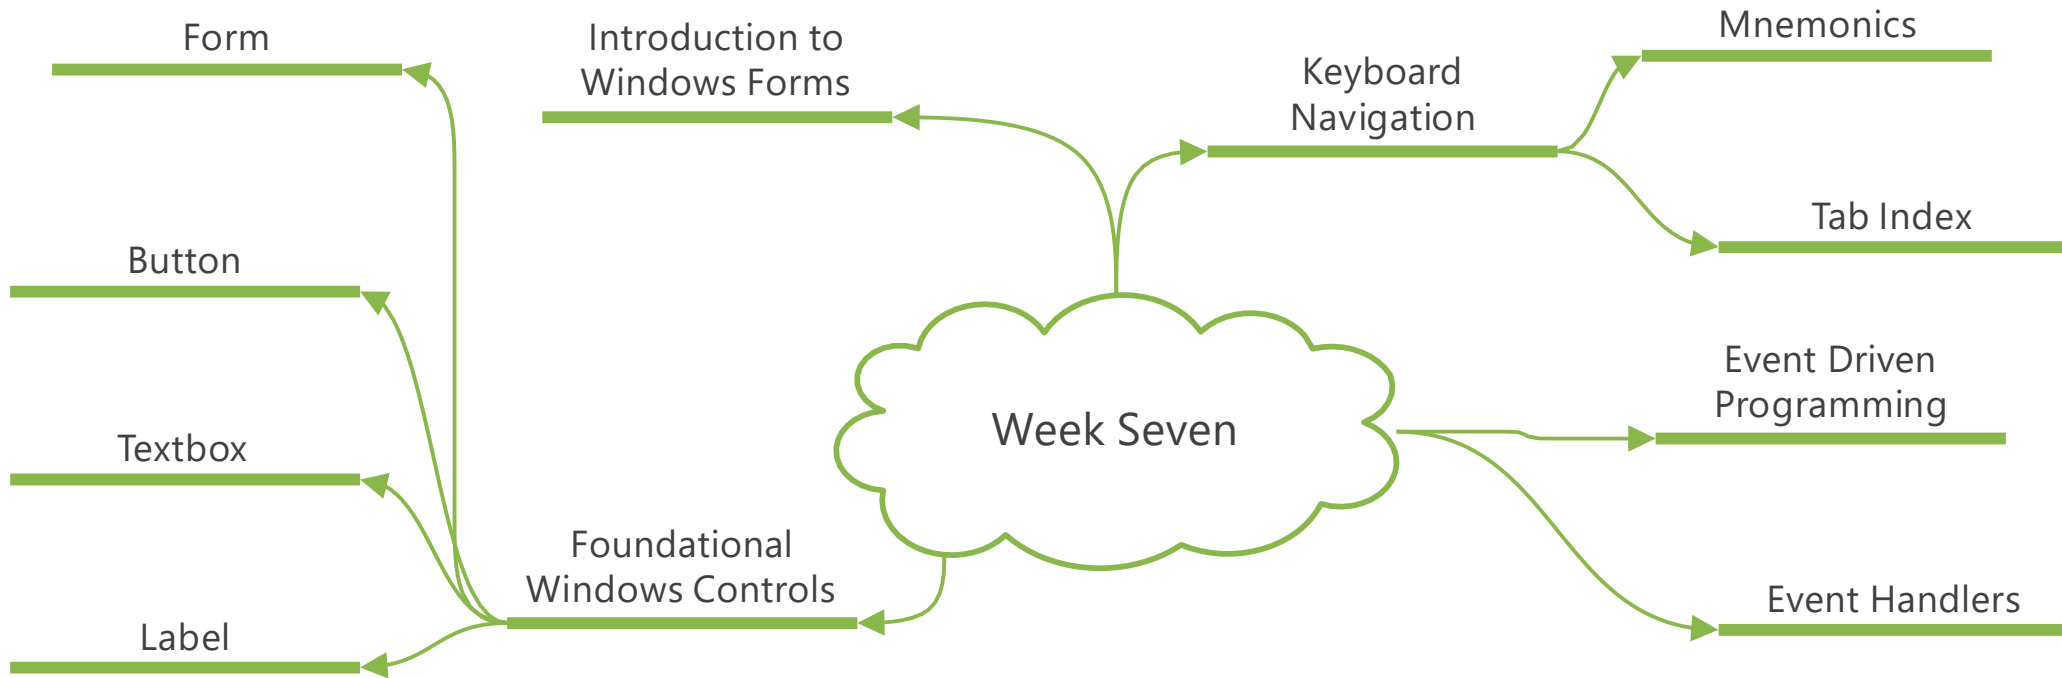 Form
Introduction to
Windows Forms
Keyboard
Navigation
Mnemonics
Tab Index
Button
Textbox
Label
Foundational
Windows Controls
Week Seven
Event Driven
Programming
Event Handlers